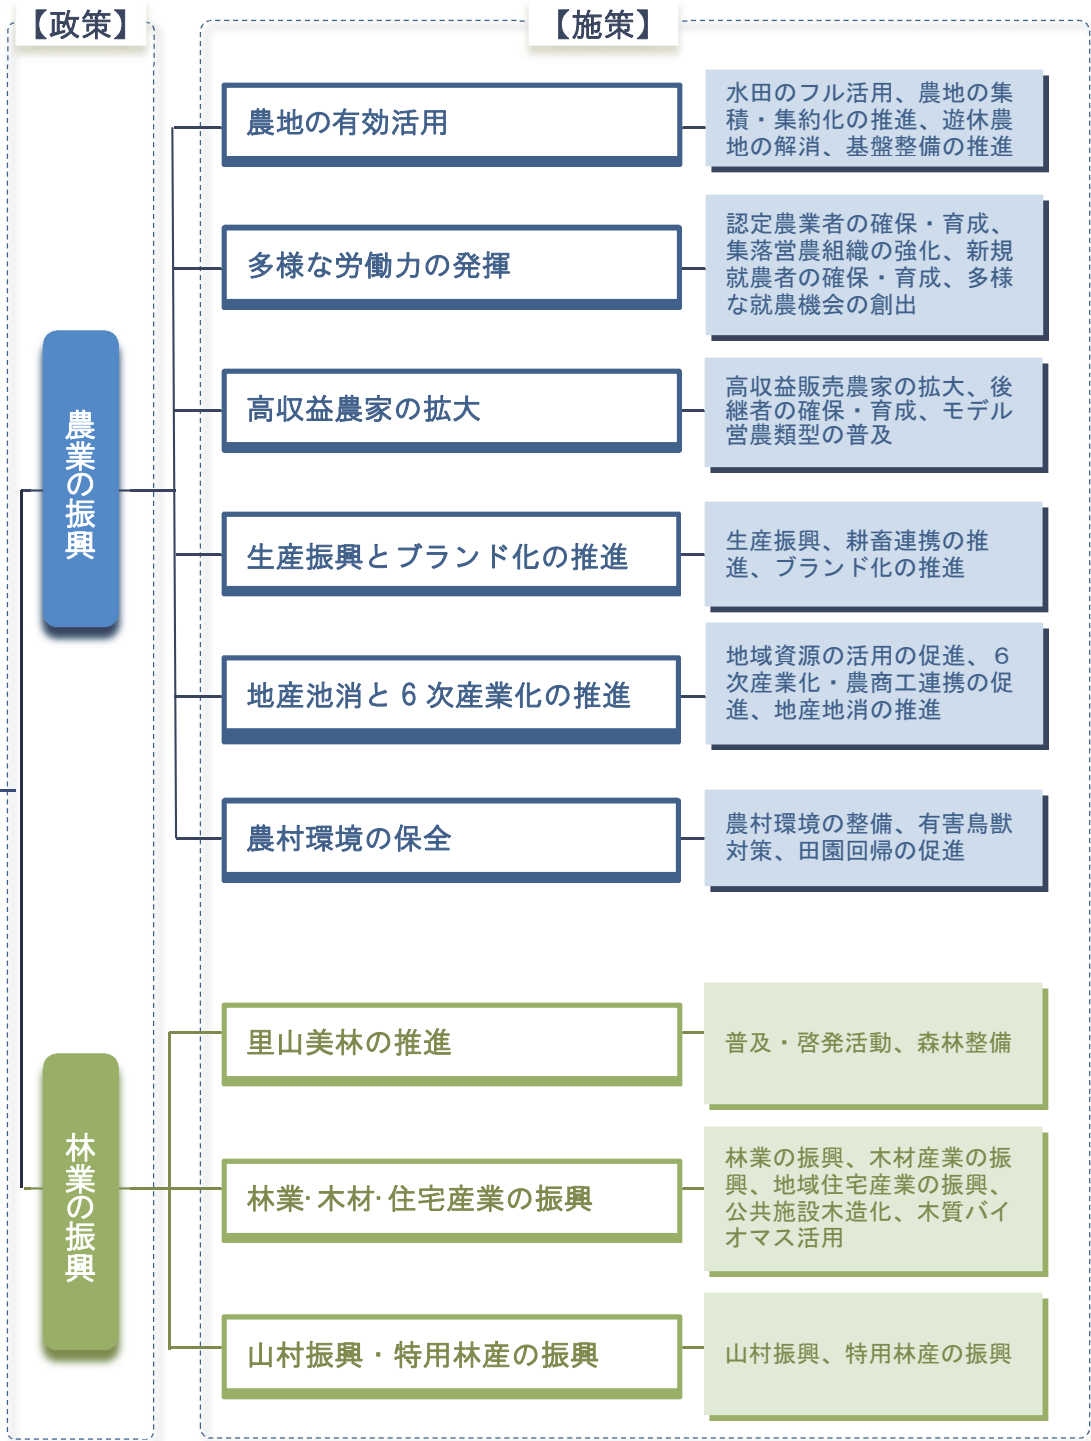 【政策】
【施策】
農業の振興
農地の有効活用
水田のフル活用、農地の集
積・集約化の推進、遊休農
地の解消、基盤整備の推進
多様な労働力の発揮
認定農業者の確保・育成、
集落営農組織の強化、新規
就農者の確保・育成、多様
な就農機会の創出
高収益農家の拡大
高収益販売農家の拡大、後
継者の確保・育成、モデル
営農類型の普及
生産振興とブランド化の推進
生産振興、耕畜連携の推
進、ブランド化の推進
地産池消と6次産業化の推進
地域資源の活用の促進、6
次産業化・農商工連携の促
進、地産地消の推進
農村環境の保全
農村環境の整備、有害鳥獣
対策、田園回帰の促進
林業の振興
里山美林の推進
普及・啓発活動、森林整備
林業･木材･住宅産業の振興
林業の振興、木材産業の振
興、地域住宅産業の振興、
公共施設木造化、木質バイ
オマス活用
山村振興・特用林産の振興
山村振興、特用林産の振興